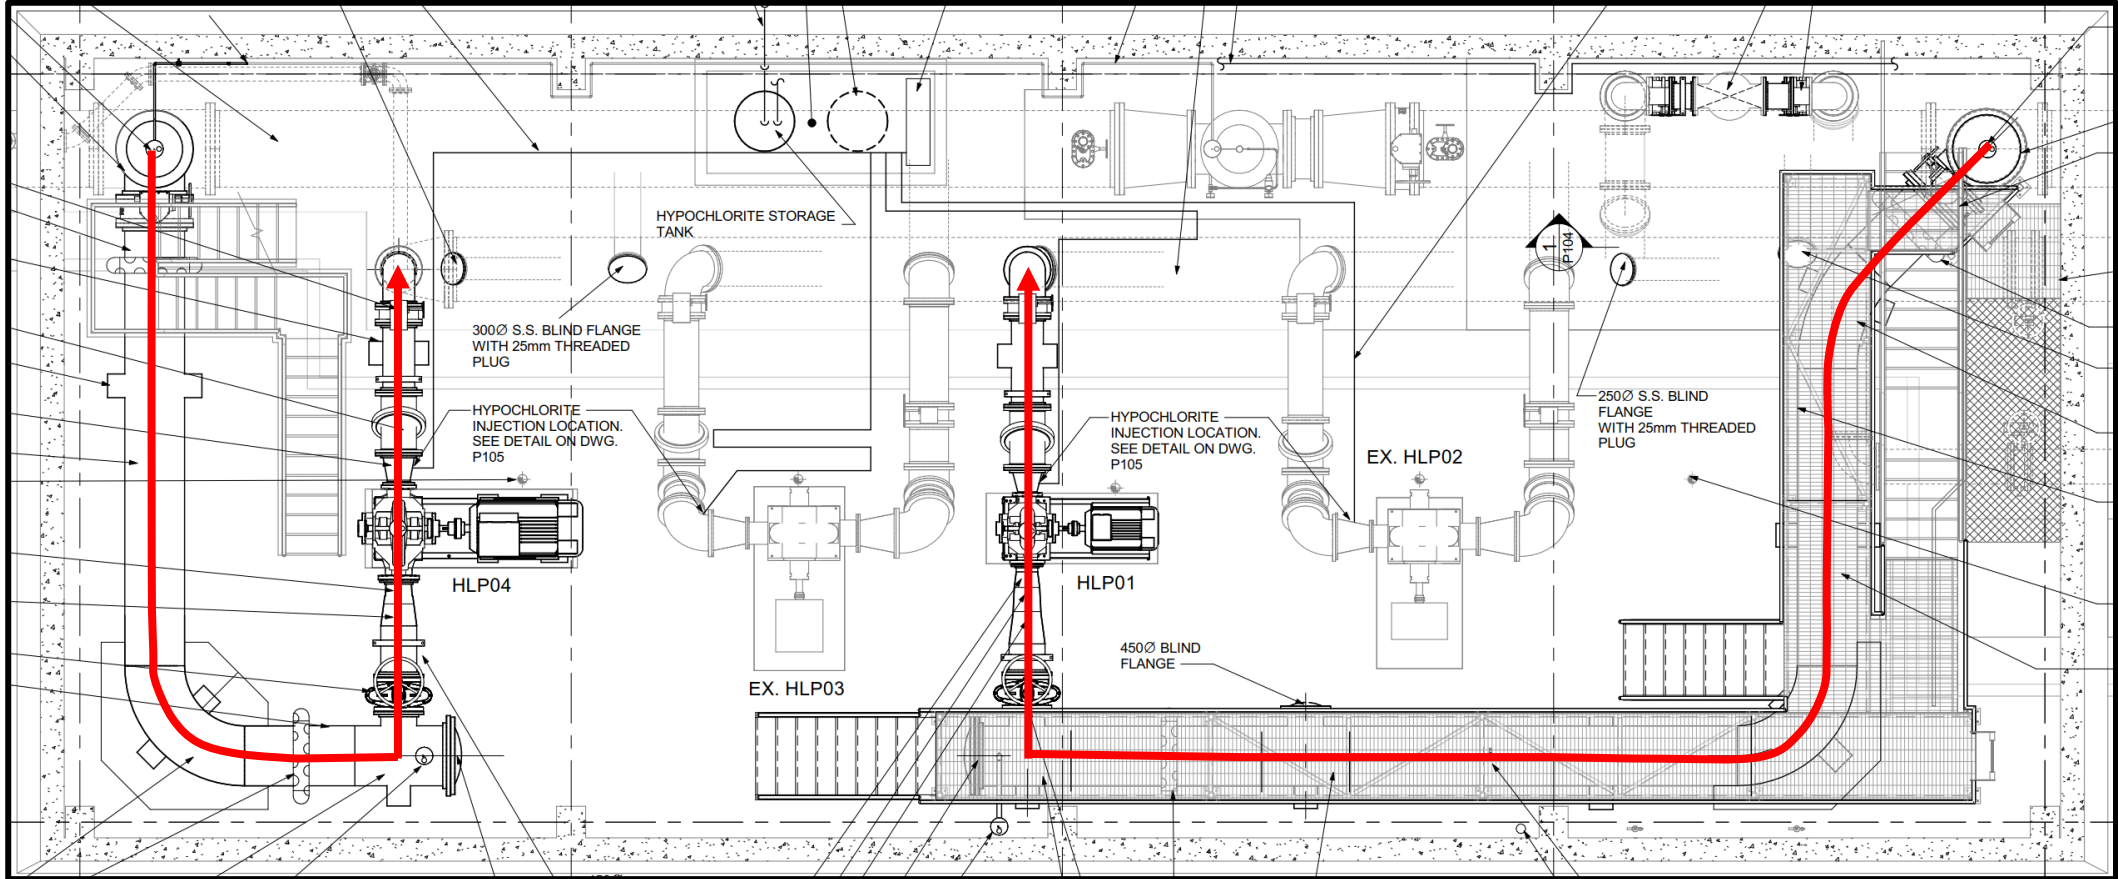 HYPOCHLORITE STORAGE
TANK
1
P104
300Ø S.S. BLIND FLANGE
WITH 25mm THREADED
PLUG
HYPOCHLORITE
INJECTION LOCATION.
SEE DETAIL ON DWG.
P105
HYPOCHLORITE
INJECTION LOCATION.
SEE DETAIL ON DWG.
P105
250Ø S.S. BLIND
FLANGE
WITH 25mm THREADED
PLUG
EX. HLP02
HLP04
HLP01
EX. HLP03
450Ø BLIND
FLANGE